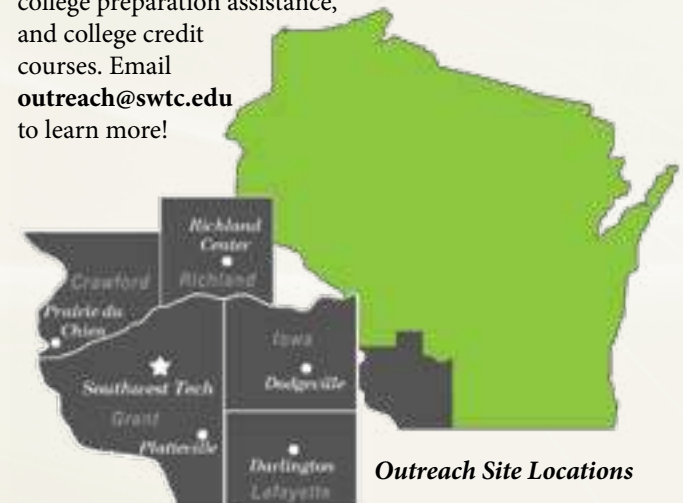 college preparation assistance,
and college credit
courses. Email
outreach@swtc.edu
to learn more!
Richland
Center
Richland
Crawford
Prairie du
Chien
Iowa
Dodgeville
Southwest Tech
Grant
Platteville
Darlington
Lafayette
Outreach Site Locations